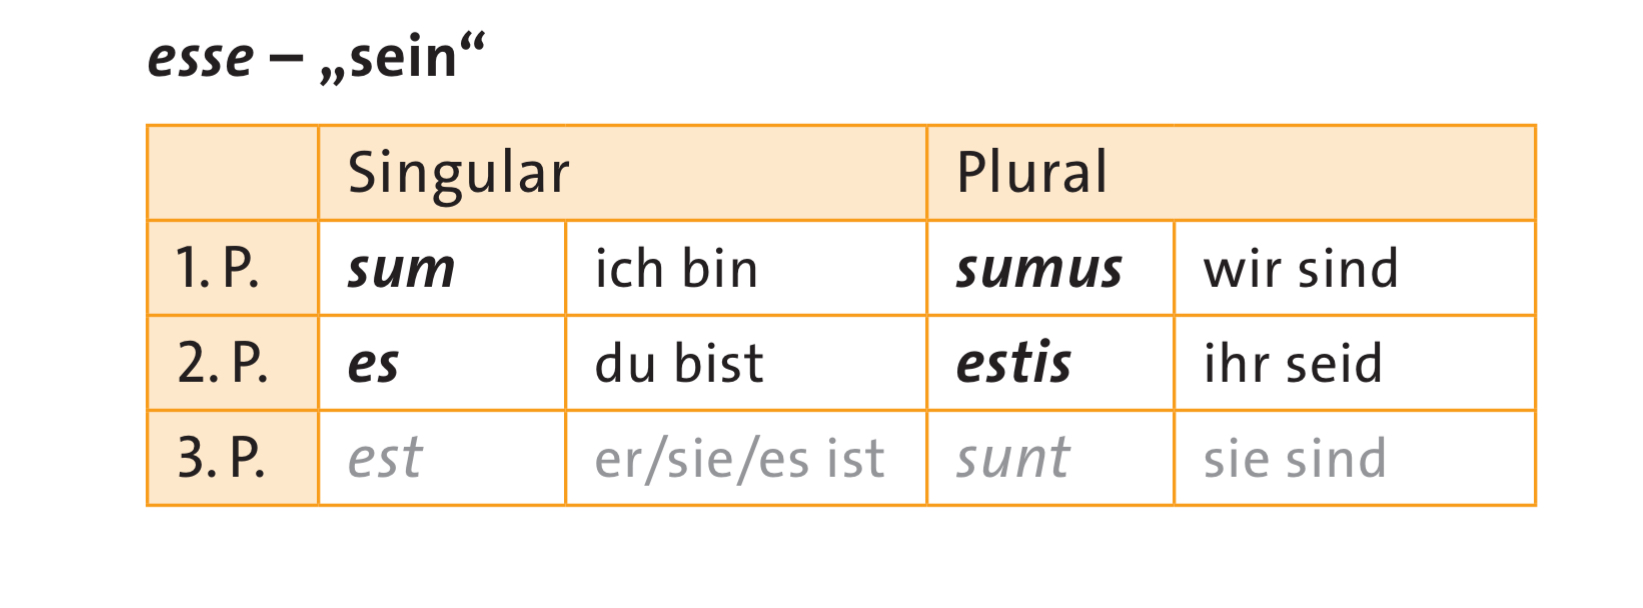 esse – „sein“
Singular Plural
1. P. sum ich bin sumus wir sind
2. P. es du bist estis ihr seid
3. P. est er/sie/es ist sunt sie sind